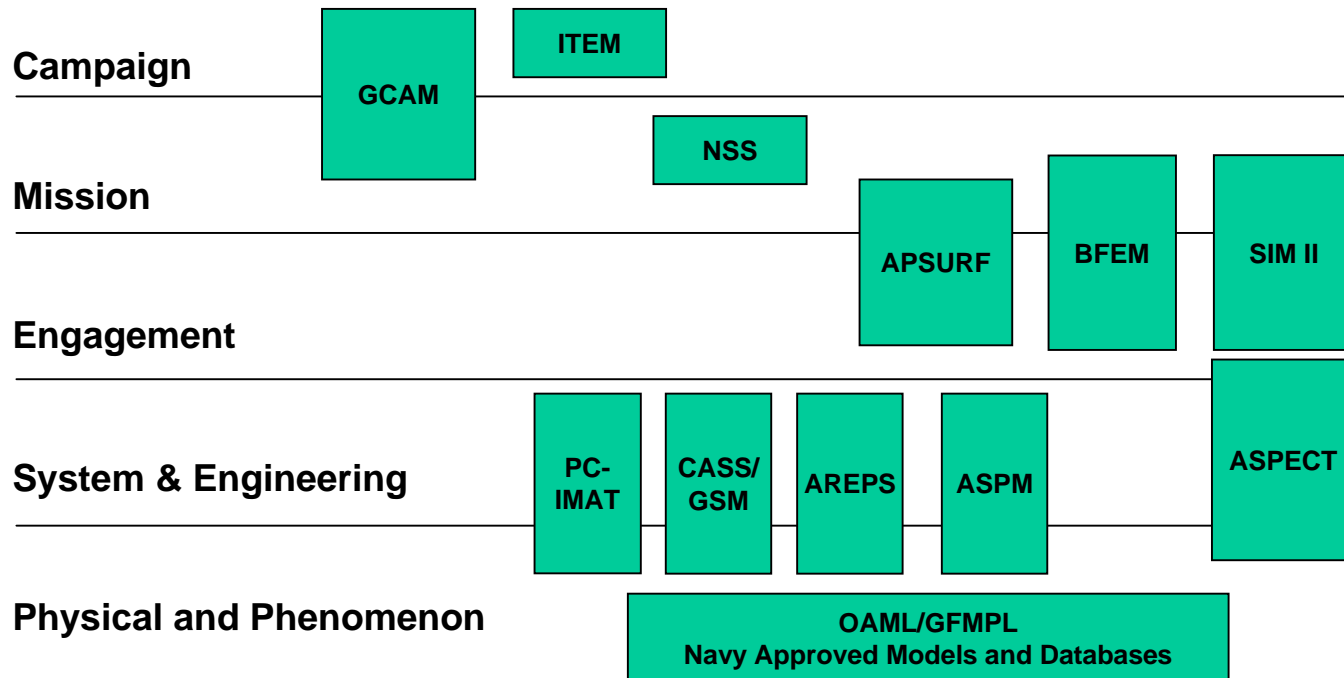 Campaign
GCAM
ITEM
NSS
Mission
APSURF
BFEM
SIM II
Engagement
System & Engineering
PC-
IMAT
CASS/
GSM
AREPS
ASPM
ASPECT
Physical and Phenomenon
OAML/GFMPL
Navy Approved Models and Databases